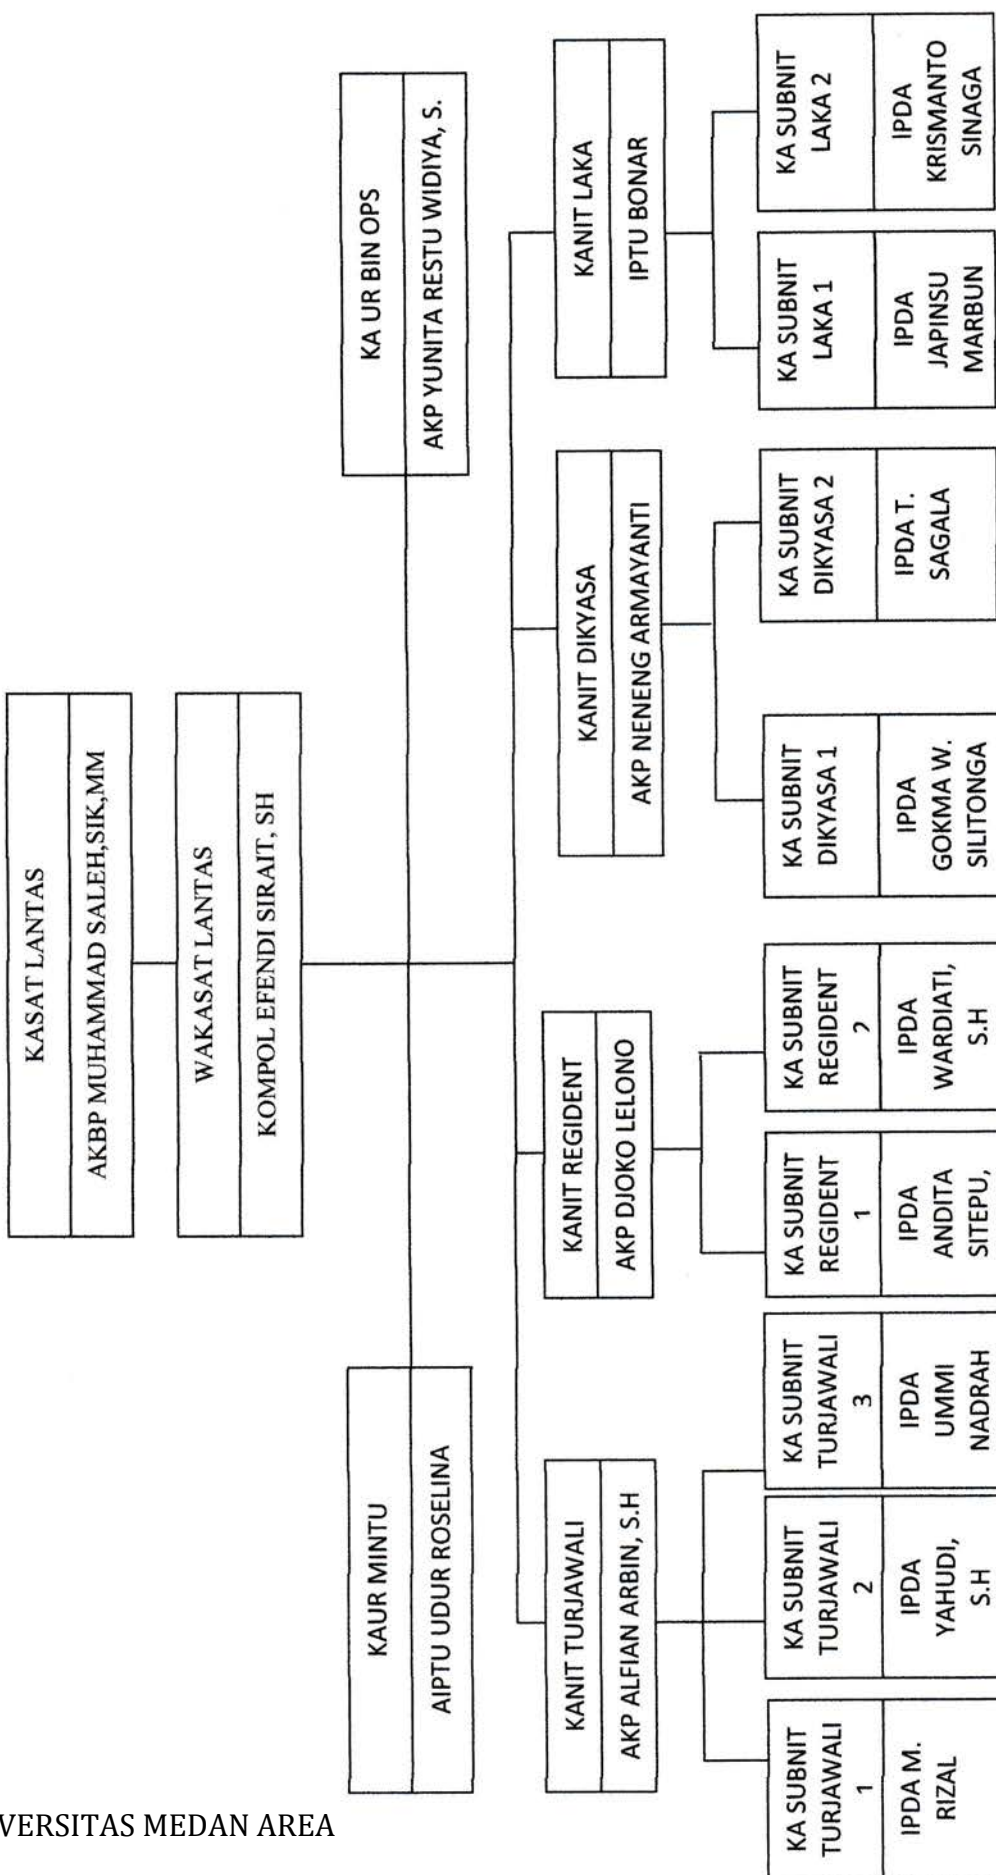 KASAT LANTAS
AKBP MUHAMMAD SALEH,SIK,MM
WAKASAT LANTAS
KOMPOL EFENDI SIRAIT, SH
KAUR MINTU
AIPTU UDUR ROSELINA
KA UR BIN OPS
AKP YUNITA RESTU WIDIYA, S.
KANIT TURJAWALI
AKP ALFIAN ARBIN, S.H
KANIT REGIDENT
AKP DJOKO LELONO
KANIT DIKYASA
AKP NENENG ARMAYANTI
KANIT LAKA
IPTU BONAR
KA SUBNIT
TURJAWALI
1
IPDA M.
RIZAL
KA SUBNIT
TURJAWALI
2
IPDA
YAHUDI,
S.H
KA SUBNIT
TURJAWALI
3
IPDA
UMMI
NADRAH
KA SUBNIT
REGIDENT
1
IPDA
ANDITA
SITEPU,
KA SUBNIT
REGIDENT
2
IPDA
WARDIATI,
S.H
KA SUBNIT
DIKYASA 1
IPDA
GOKMA W.
SILITONGA
KA SUBNIT
DIKYASA 2
IPDA T.
SAGALA
KA SUBNIT
LAKA 1
IPDA
JAPINSU
MARBUN
KA SUBNIT
LAKA 2
IPDA
KRISMANTO
SINAGA
VERSITAS MEDAN AREA